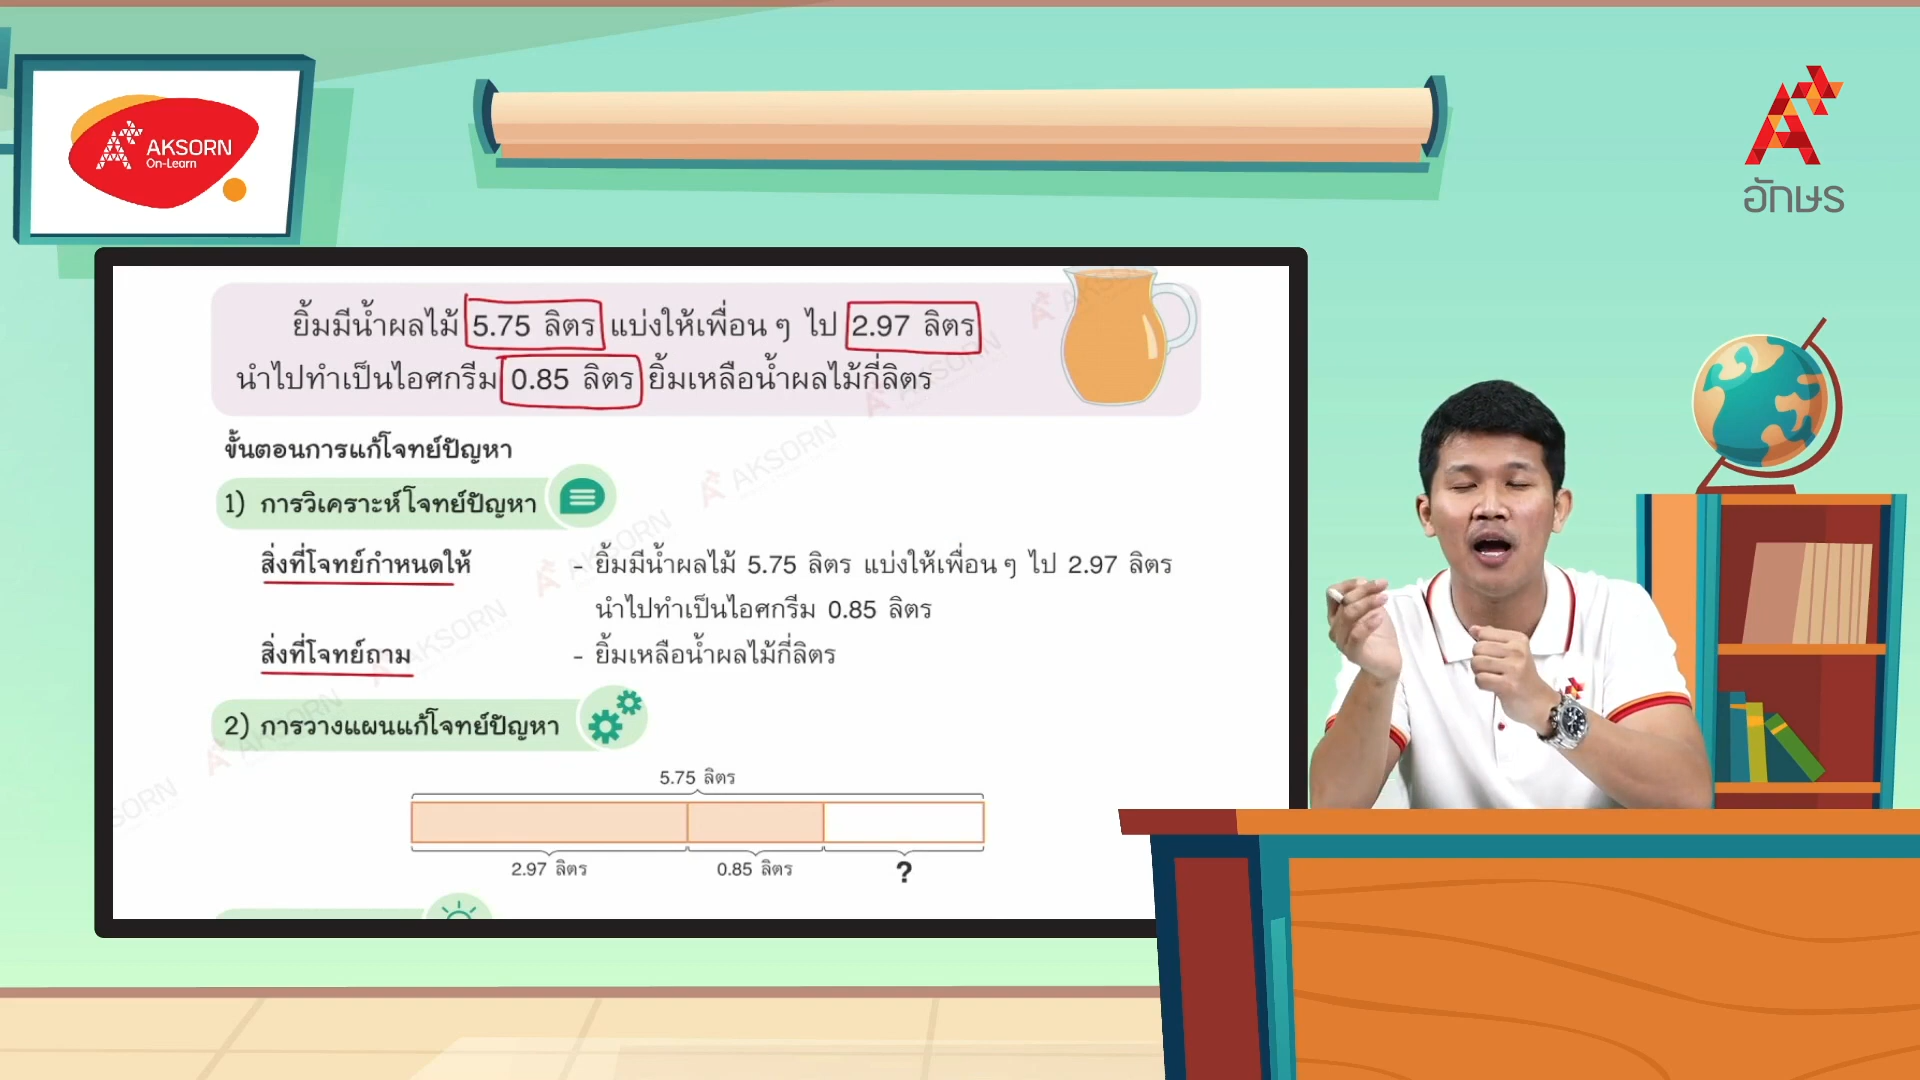 AKSORN
On-Learn
อักษร
ยิ้มมีน้ำผลไม้ 5.75 ลิตร แบ่งให้เพื่อน ๆ ไป 2.97 ลิตร
นำไปทำเป็นไอศกรีม 0.85 ลิตร ยิ้มเหลือน้ำผลไม้กี่ลิตร
ขั้นตอนการแก้โจทย์ปัญหา
1) การวิเคราะห์โจทย์ปัญหา
สิ่งที่โจทย์กำหนดให้ - ยิ้มมีน้ำผลไม้ 5.75 ลิตร แบ่งให้เพื่อน ๆ ไป 2.97 ลิตร
นำไปทำเป็นไอศกรีม 0.85 ลิตร
สิ่งที่โจทย์ถาม - ยิ้มเหลือน้ำผลไม้กี่ลิตร
2) การวางแผนแก้โจทย์ปัญหา
5.75 ลิตร
2.97 ลิตร 0.85 ลิตร ?